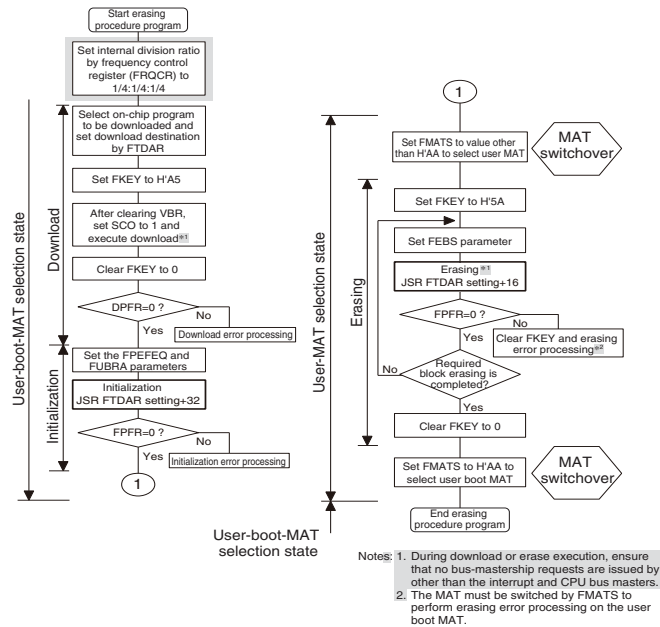 Start erasing
procedure program
Set internal division ratio
by frequency control
register (FRQCR) to
1/4:1/4:1/4
Select on-chip program
to be downloaded and
set download destination
by FTDAR
Set FKEY to H'A5
After clearing VBR,
set SCO to 1 and
execute download*1
Clear FKEY to 0
DPFR=0 ?
No
Yes
Download error processing
Set the FPEFEQ and
FUBRA parameters
Initialization
JSR FTDAR setting+32
FPFR=0 ?
No
Yes
Initialization error processing
1
User-boot-MAT selection state
Download
Initialization
1
Set FMATS to value other
than H'AA to select user MAT
MAT
switchover
Set FKEY to H'5A
Set FEBS parameter
Erasing*1
JSR FTDAR setting+16
FPFR=0 ?
No
Yes
Clear FKEY and erasing
error processing*2
No
Required
block erasing is
completed?
Yes
Clear FKEY to 0
Set FMATS to H'AA to
select user boot MAT
MAT
switchover
End erasing
procedure program
User-MAT selection state
Erasing
User-boot-MAT
selection state
Notes: 1. During download or erase execution, ensure
that no bus-mastership requests are issued by
other than the interrupt and CPU bus masters.
2. The MAT must be switched by FMATS to
perform erasing error processing on the user
boot MAT.